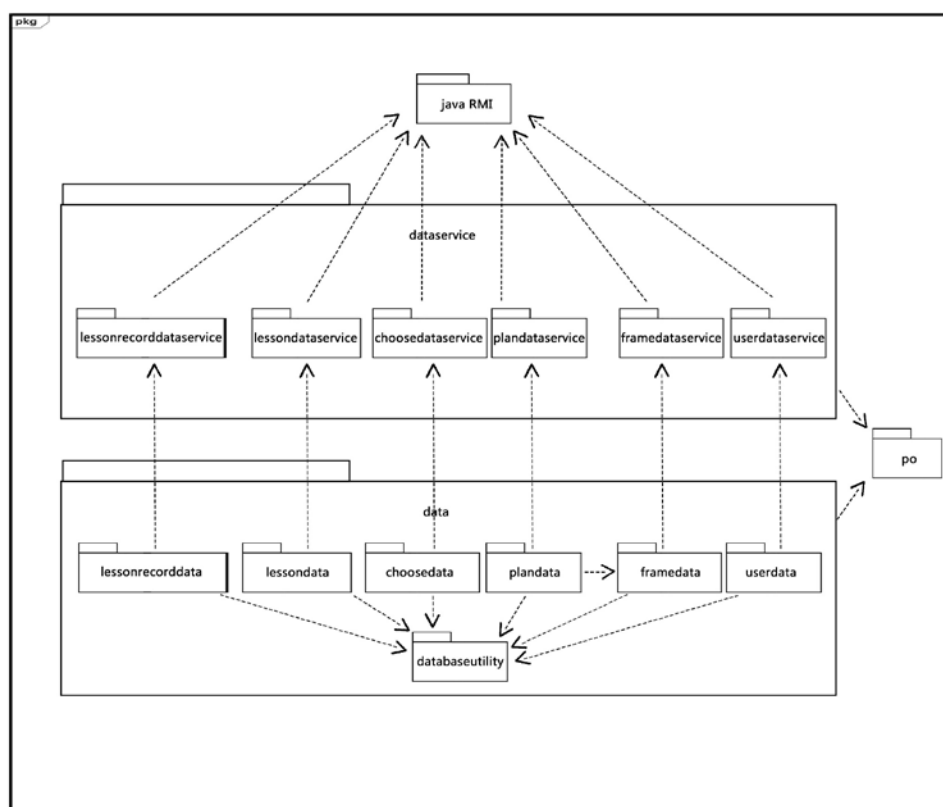 pkg
java RMI
dataservice
lessonrecorddataservice
lessondataservice
choosedataservice
plandataservice
framedataservice
userdataservice
po
data
lessonrecorddata
lessondata
choosedata
plandata
framedata
userdata
databaseutility